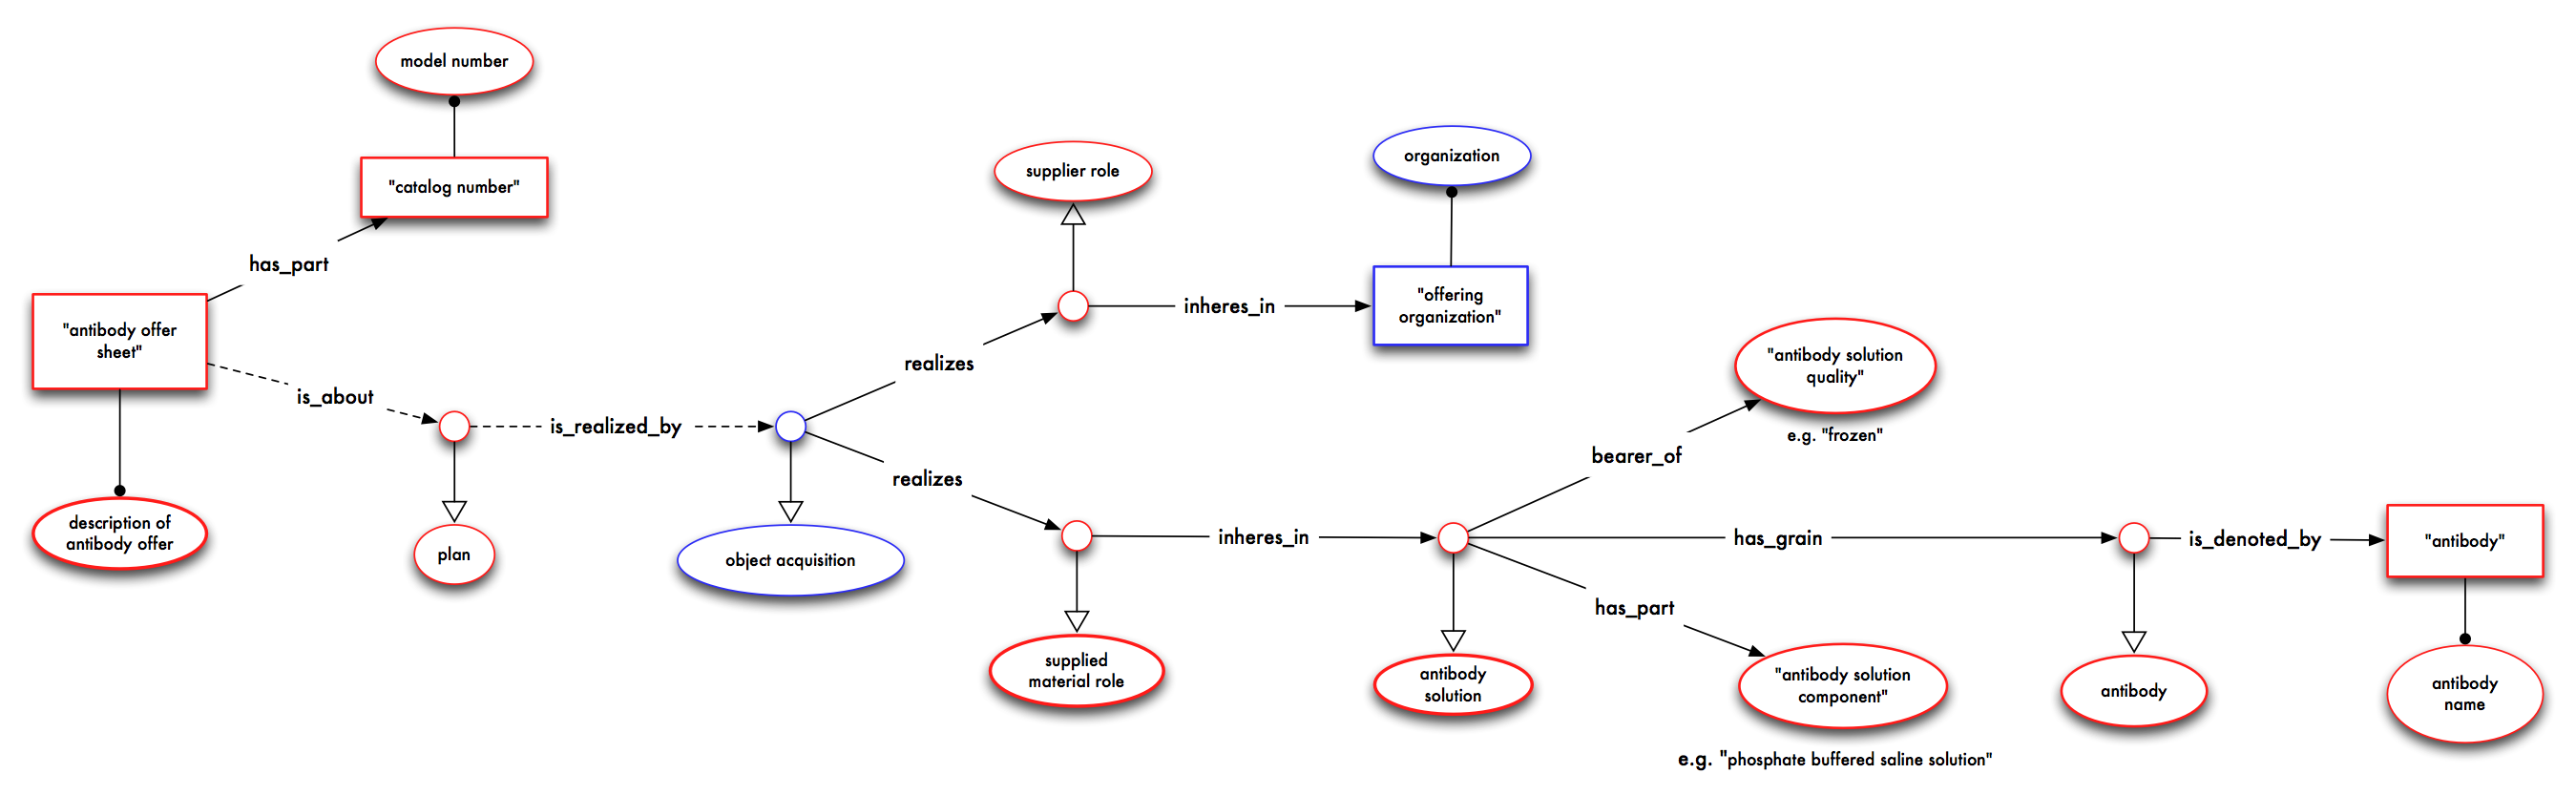 model number
"catalog number"
has_part
"antibody offer
sheet"
is_about
description of
antibody offer
plan
is_realized_by
object acquisition
realizes
realizes
supplier role
inheres_in
organization
"offering
organization"
supplied
material role
inheres_in
antibody
solution
bearer_of
"antibody solution
quality"
e.g. "frozen"
has_grain
has_part
"antibody solution
component"
e.g. "phosphate buffered saline solution"
antibody
is_denoted_by
"antibody"
antibody
name